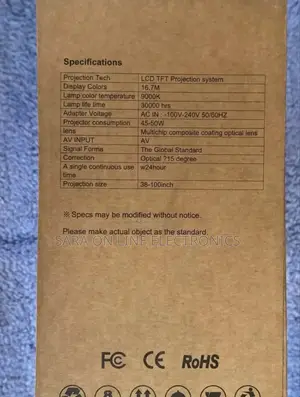 Specifications
Projection Tech LCD TFT Projection system
Display Colors 16.7M
Lamp color temperature 9000K
Lamp life time 30000 hrs
Adapter Voltage AC IN -100V-240V 50/60HZ
Projecter consumption 45-50W
lens Multichip composite coating optical lens
AV INPUT AV
Signal Forms The Global Standard
Correction Optical ?15 degree
A single continuous use time ≤24hour
Projection size 38-100inch
※ Specs may be modified without notice.
Please make actual object as the standard.
FC CE RoHS